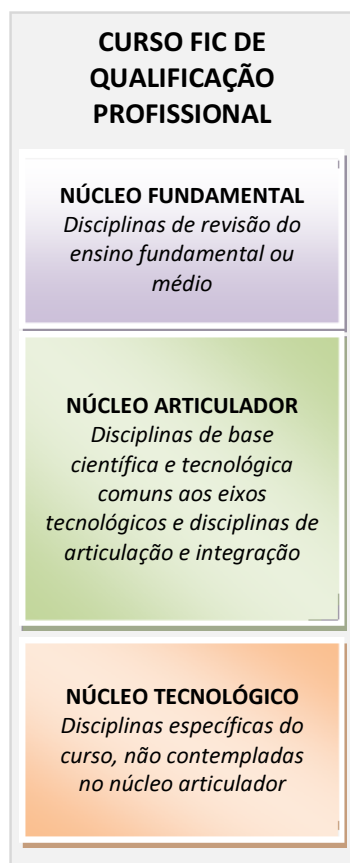 CURSO FIC DE
QUALIFICAÇÃO
PROFISSIONAL
NÚCLEO FUNDAMENTAL
Disciplinas de revisão do
ensino fundamental ou
médio
NÚCLEO ARTICULADOR
Disciplinas de base
científica e tecnológica
comuns aos eixos
tecnológicos e disciplinas de
articulação e integração
NÚCLEO TECNOLÓGICO
Disciplinas específicas do
curso, não contempladas
no núcleo articulador